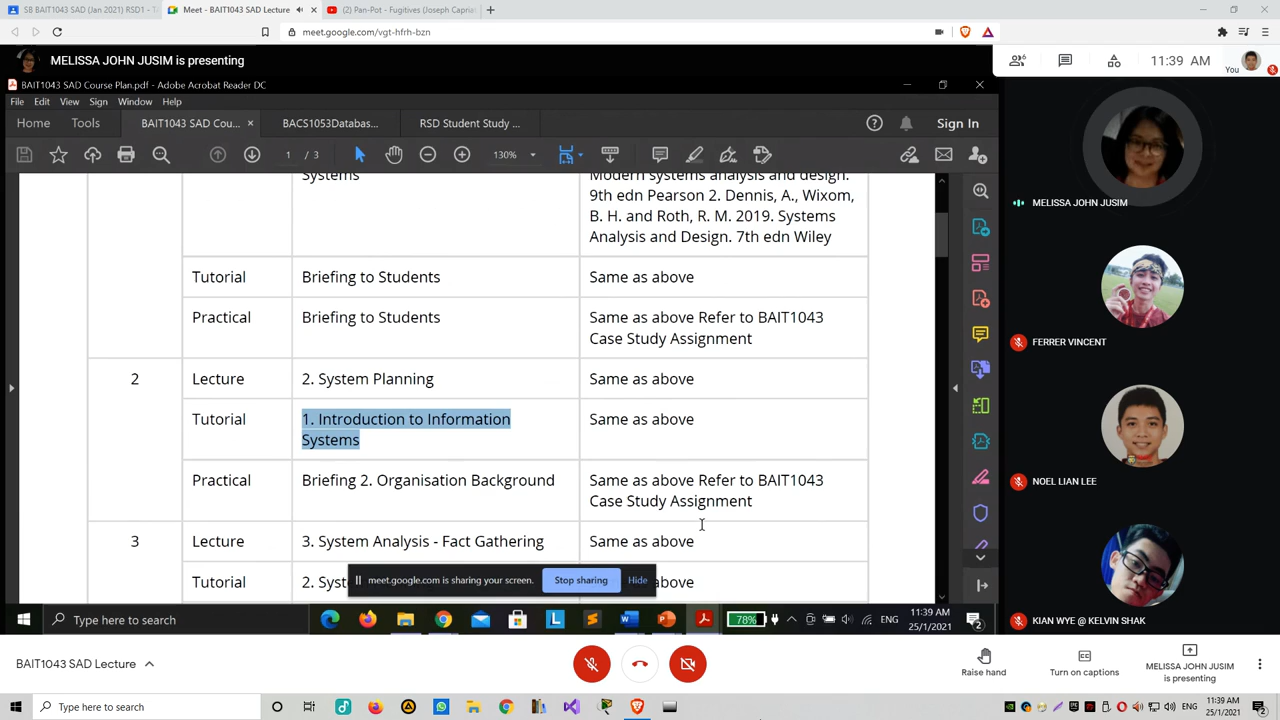 SB BAIT1043 SAD (Jan 2021) RSD1 - T
Meet - BAIT1043 SAD Lecture
(2) Pan-Pot - Fugitives (Joseph Capriat
meet.google.com/vgt-hfrh-bzn
MELISSA JOHN JUSIM is presenting
6
11:39 AM
You
BAIT1043 SAD Course Plan.pdf - Adobe Acrobat Reader DC
File Edit View Sign Window Help
Home Tools BAIT1043 SAD Cou... BACS1053Databas... RSD Student Study ... Sign In
1 / 3 130%
Systems
Modern systems analysis and design.
9th edn Pearson 2. Dennis, A., Wixom,
B. H. and Roth, R. M. 2019. Systems
Analysis and Design. 7th edn Wiley
Tutorial Briefing to Students Same as above
Practical Briefing to Students Same as above Refer to BAIT1043
Case Study Assignment
2 Lecture 2. System Planning Same as above
Tutorial 1. Introduction to Information Same as above
Systems
Practical Briefing 2. Organisation Background Same as above Refer to BAIT1043
Case Study Assignment
3 Lecture 3. System Analysis - Fact Gathering Same as above
Tutorial 2. Syst above
meet.google.com is sharing your screen. Stop sharing Hide
MELISSA JOHN JUSIM
FERRER VINCENT
NOEL LIAN LEE
KIAN WYE @ KELVIN SHAK
Type here to search
78%
ENG
11:39 AM
25/1/2021
2
BAIT1043 SAD Lecture
Raise hand
Turn on captions
MELISSA JOHN JUSIM
is presenting
Type here to search
ENG
11:39 AM
25/1/2021
2